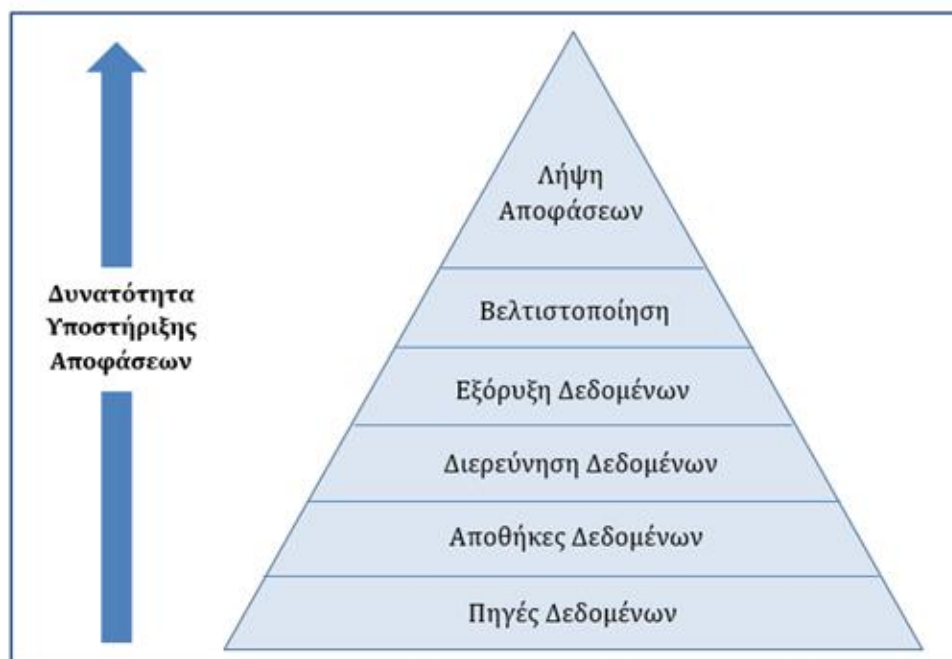 Δυνατότητα
Υποστήριξης
Αποφάσεων
Λήψη
Αποφάσεων
Βελτιστοποίηση
Εξόρυξη Δεδομένων
Διερεύνηση Δεδομένων
Αποθήκες Δεδομένων
Πηγές Δεδομένων